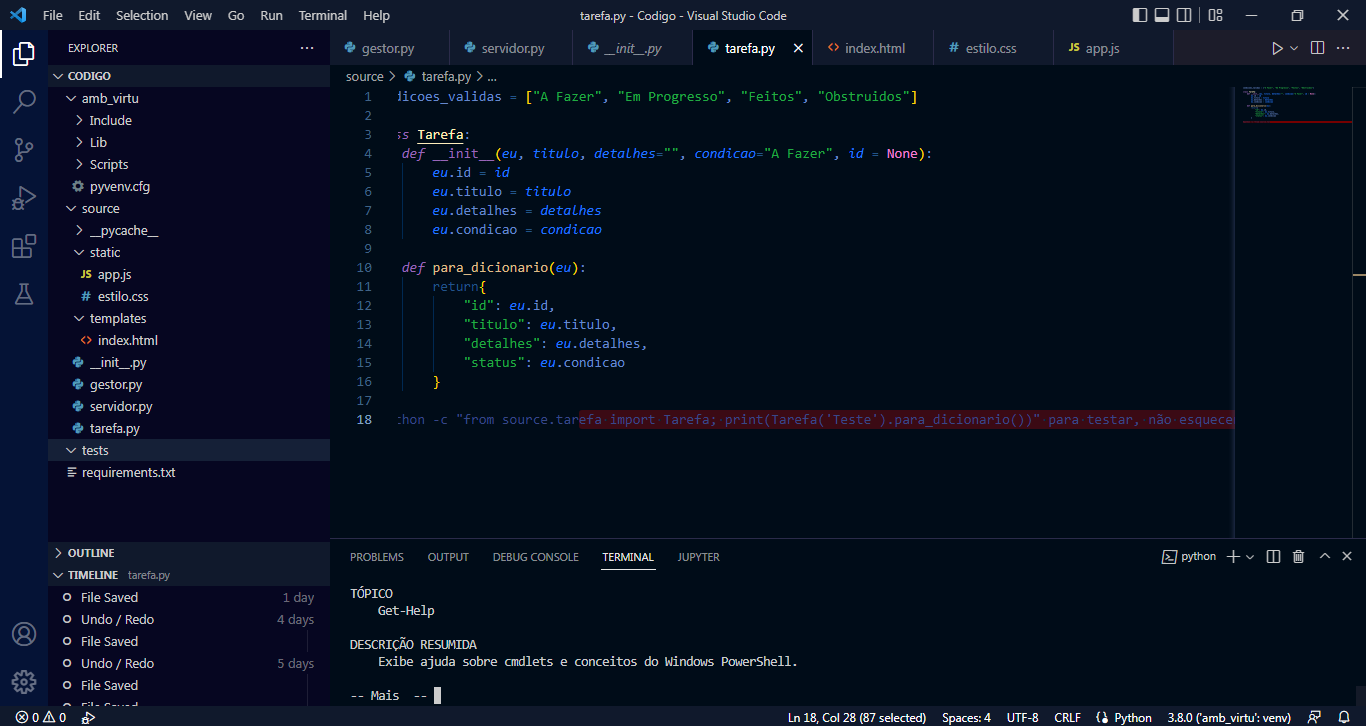 File Edit Selection View Go Run Terminal Help tarefa.py - Codigo - Visual Studio Code
EXPLORER
CODIGO
amb_virtu
Include
Lib
Scripts
pyvenv.cfg
source
__pycache__
static
JS app.js
# estilo.css
templates
<> index.html
__init__.py
gestor.py
servidor.py
tarefa.py
tests
requirements.txt
OUTLINE
TIMELINE tarefa.py
File Saved 1 day
Undo / Redo 4 days
File Saved
Undo / Redo 5 days
File Saved
File Saved
gestor.py servidor.py __init__.py tarefa.py <> index.html # estilo.css JS app.js
source > tarefa.py > ...
1 dicoes_validas = ["A Fazer", "Em Progresso", "Feitos", "Obstruidos"]
2
3 ss Tarefa:
4 def __init__(eu, titulo, detalhes="", condicao="A Fazer", id = None):
5 eu.id = id
6 eu.titulo = titulo
7 eu.detalhes = detalhes
8 eu.condicao = condicao
9
10 def para_dicionario(eu):
11 return{
12 "id": eu.id,
13 "titulo": eu.titulo,
14 "detalhes": eu.detalhes,
15 "status": eu.condicao
16 }
17
18 thon -c "from source.tarefa import Tarefa; print(Tarefa('Teste').para_dicionario())" para testar, não esquece
PROBLEMS OUTPUT DEBUG CONSOLE TERMINAL JUPYTER python
TÓPICO
Get-Help
DESCRIÇÃO RESUMIDA
Exibe ajuda sobre cmdlets e conceitos do Windows PowerShell.
-- Mais --
0 0 Ln 18, Col 28 (87 selected) Spaces: 4 UTF-8 CRLF Python 3.8.0 ('amb_virtu': venv)